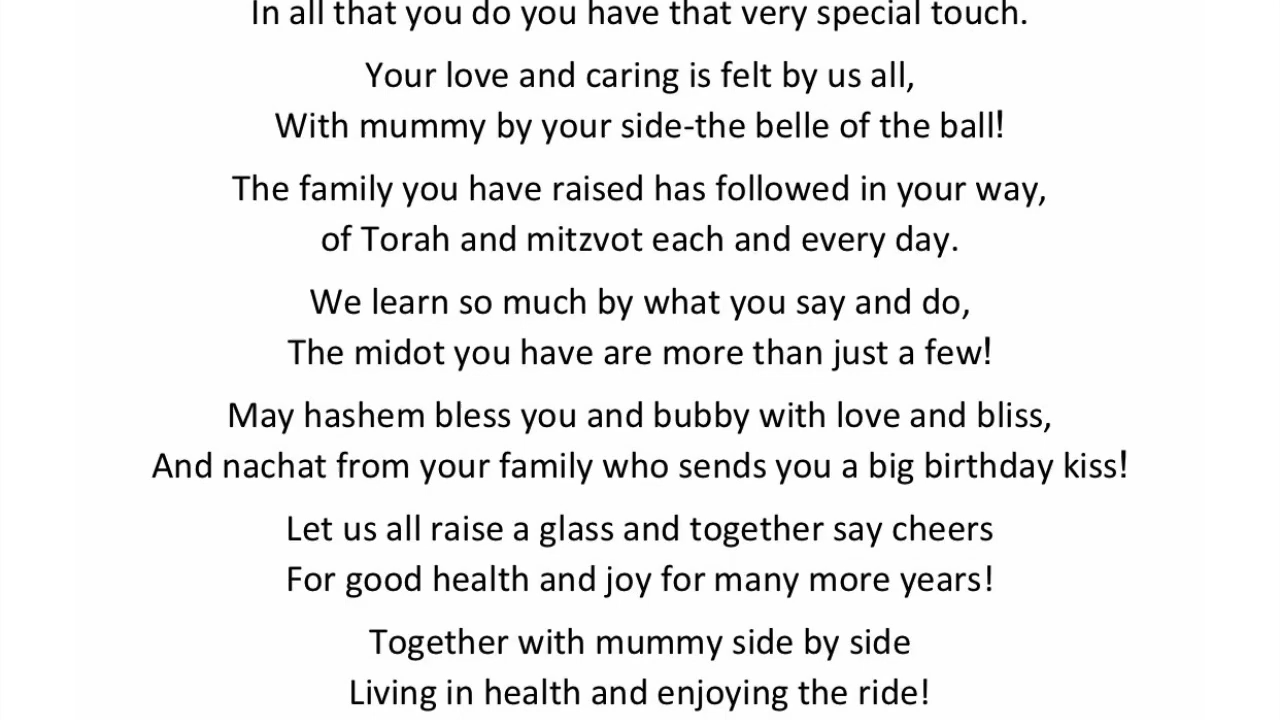 In all that you do you have that very special touch.
Your love and caring is felt by us all,
With mummy by your side-the belle of the ball!
The family you have raised has followed in your way,
of Torah and mitzvot each and every day.
We learn so much by what you say and do,
The midot you have are more than just a few!
May hashem bless you and bubby with love and bliss,
And nachat from your family who sends you a big birthday kiss!
Let us all raise a glass and together say cheers
For good health and joy for many more years!
Together with mummy side by side
Living in health and enjoying the ride!